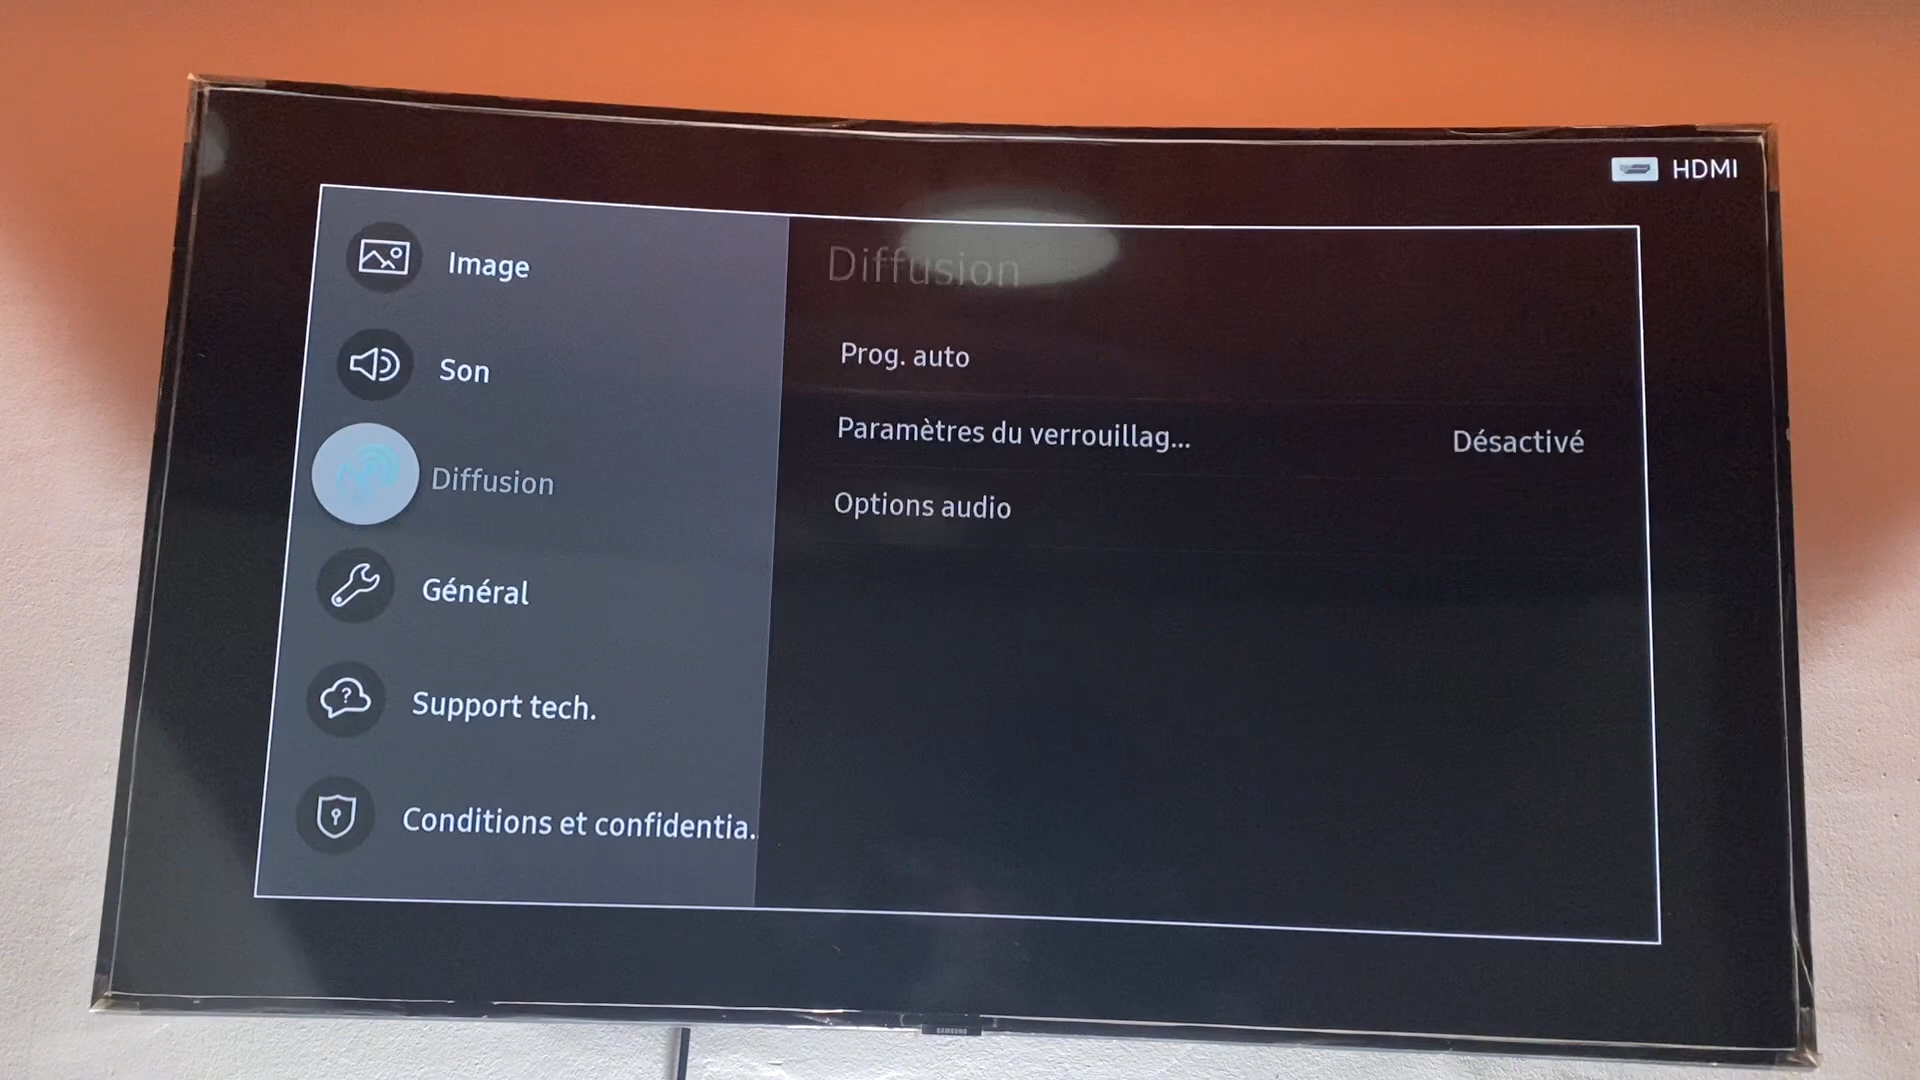 HDMI
Image
Son
Diffusion
Général
Support tech.
Conditions et confidentia..
Diffusion
Prog. auto
Paramètres du verrouillag... Désactivé
Options audio
SAMSUNG